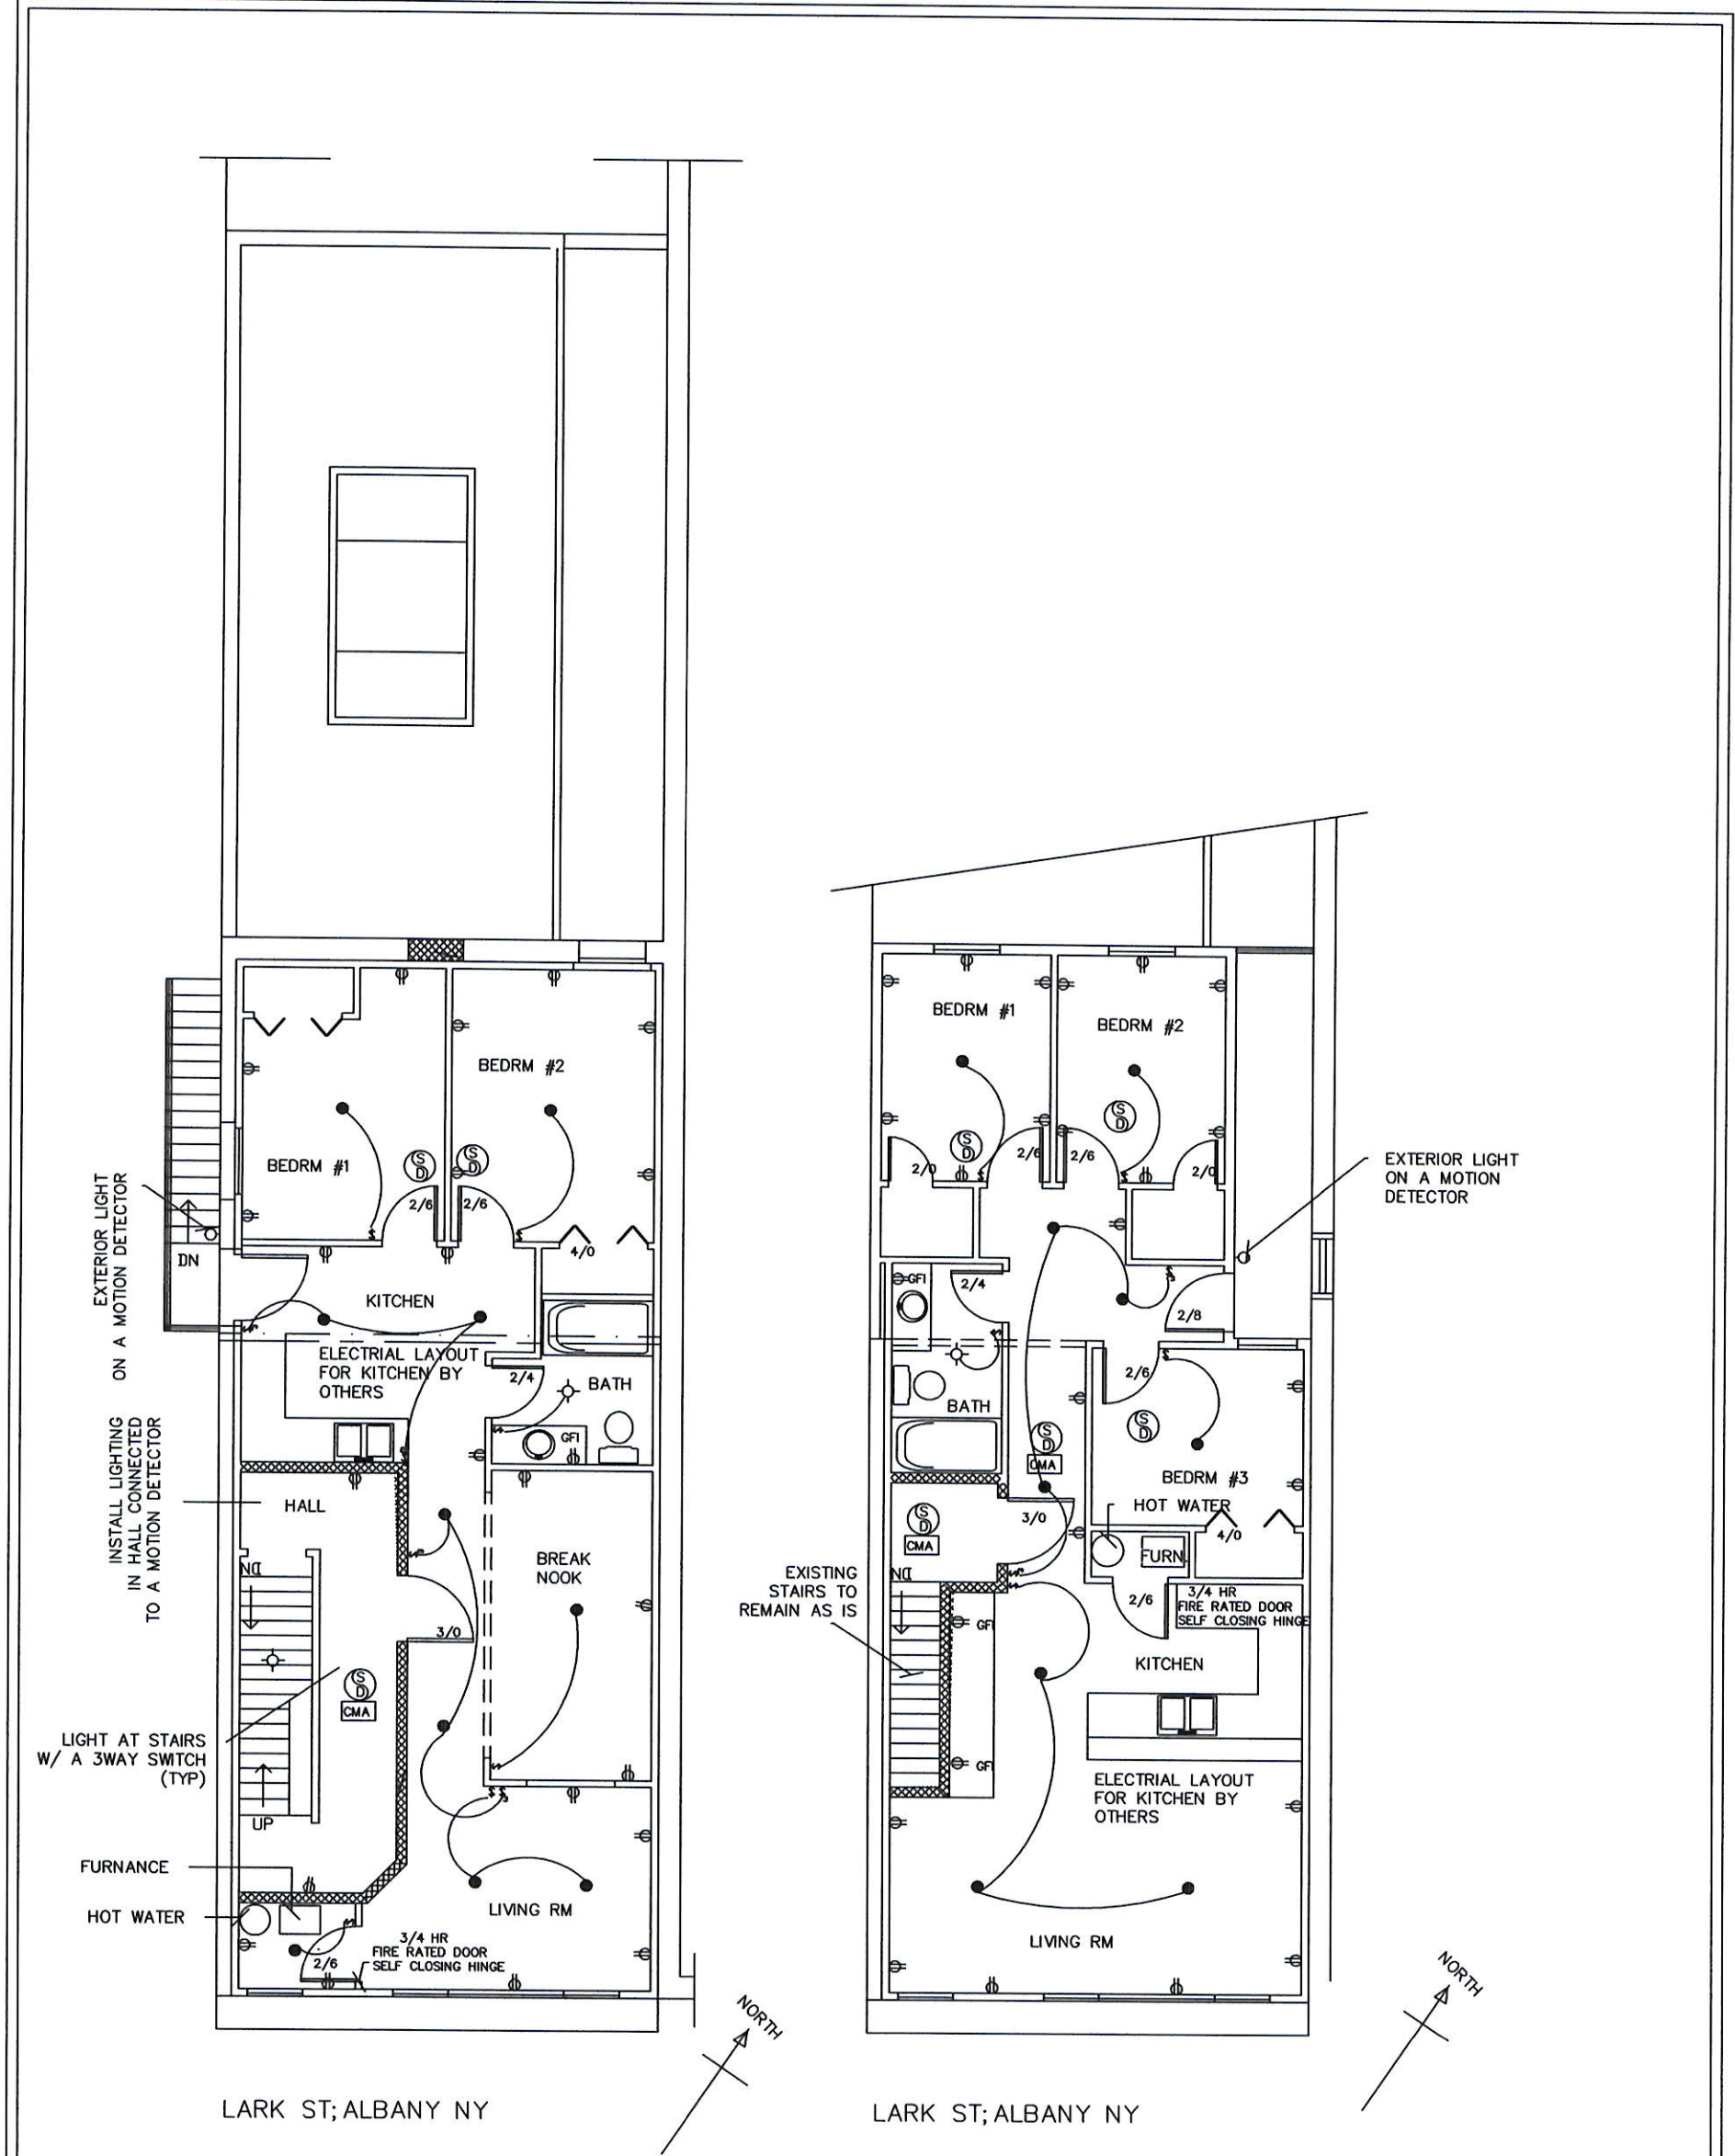 BEDRM #1
BEDRM #2
S
D
S
D
2/6
2/6
4/0
EXTERIOR LIGHT
ON A MOTION DETECTOR
DN
KITCHEN
ELECTRIAL LAYOUT
FOR KITCHEN BY
OTHERS
2/4
BATH
GFI
INSTALL LIGHTING
IN HALL CONNECTED
TO A MOTION DETECTOR
HALL
DN
BREAK
NOOK
3/0
S
D
CMA
LIGHT AT STAIRS
W/ A 3WAY SWITCH
(TYP)
UP
FURNANCE
HOT WATER
LIVING RM
3/4 HR
FIRE RATED DOOR
SELF CLOSING HINGE
2/6
NORTH
LARK ST; ALBANY NY
BEDRM #1
BEDRM #2
S
D
S
D
2/0
2/6
2/6
2/0
EXTERIOR LIGHT
ON A MOTION
DETECTOR
GFI
2/4
2/8
2/6
BATH
S
D
CMA
S
D
BEDRM #3
HOT WATER
4/0
3/0
S
D
CMA
FURN.
EXISTING
STAIRS TO
REMAIN AS IS
DN
2/6
3/4 HR
FIRE RATED DOOR
SELF CLOSING HINGE
GFI
KITCHEN
GFI
ELECTRIAL LAYOUT
FOR KITCHEN BY
OTHERS
LIVING RM
NORTH
LARK ST; ALBANY NY